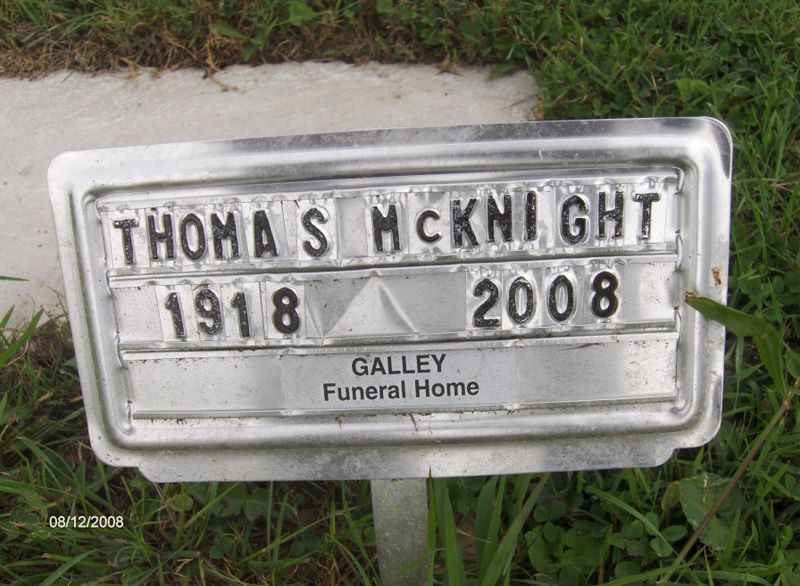 THOMAS McKNIGHT
1918 2008
GALLEY
Funeral Home
08/12/2008